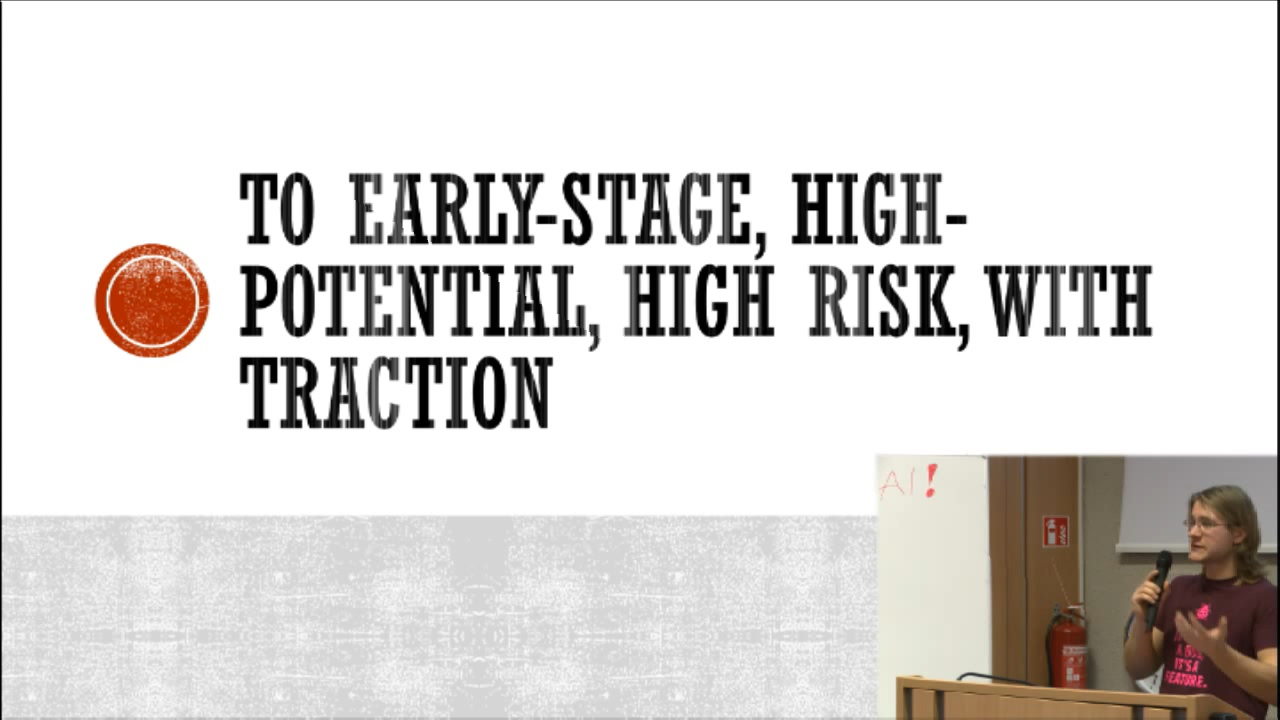 TO EARLY-STAGE, HIGH-
POTENTIAL, HIGH RISK, WITH
TRACTION
AI!
IT'S A
FEATURE.